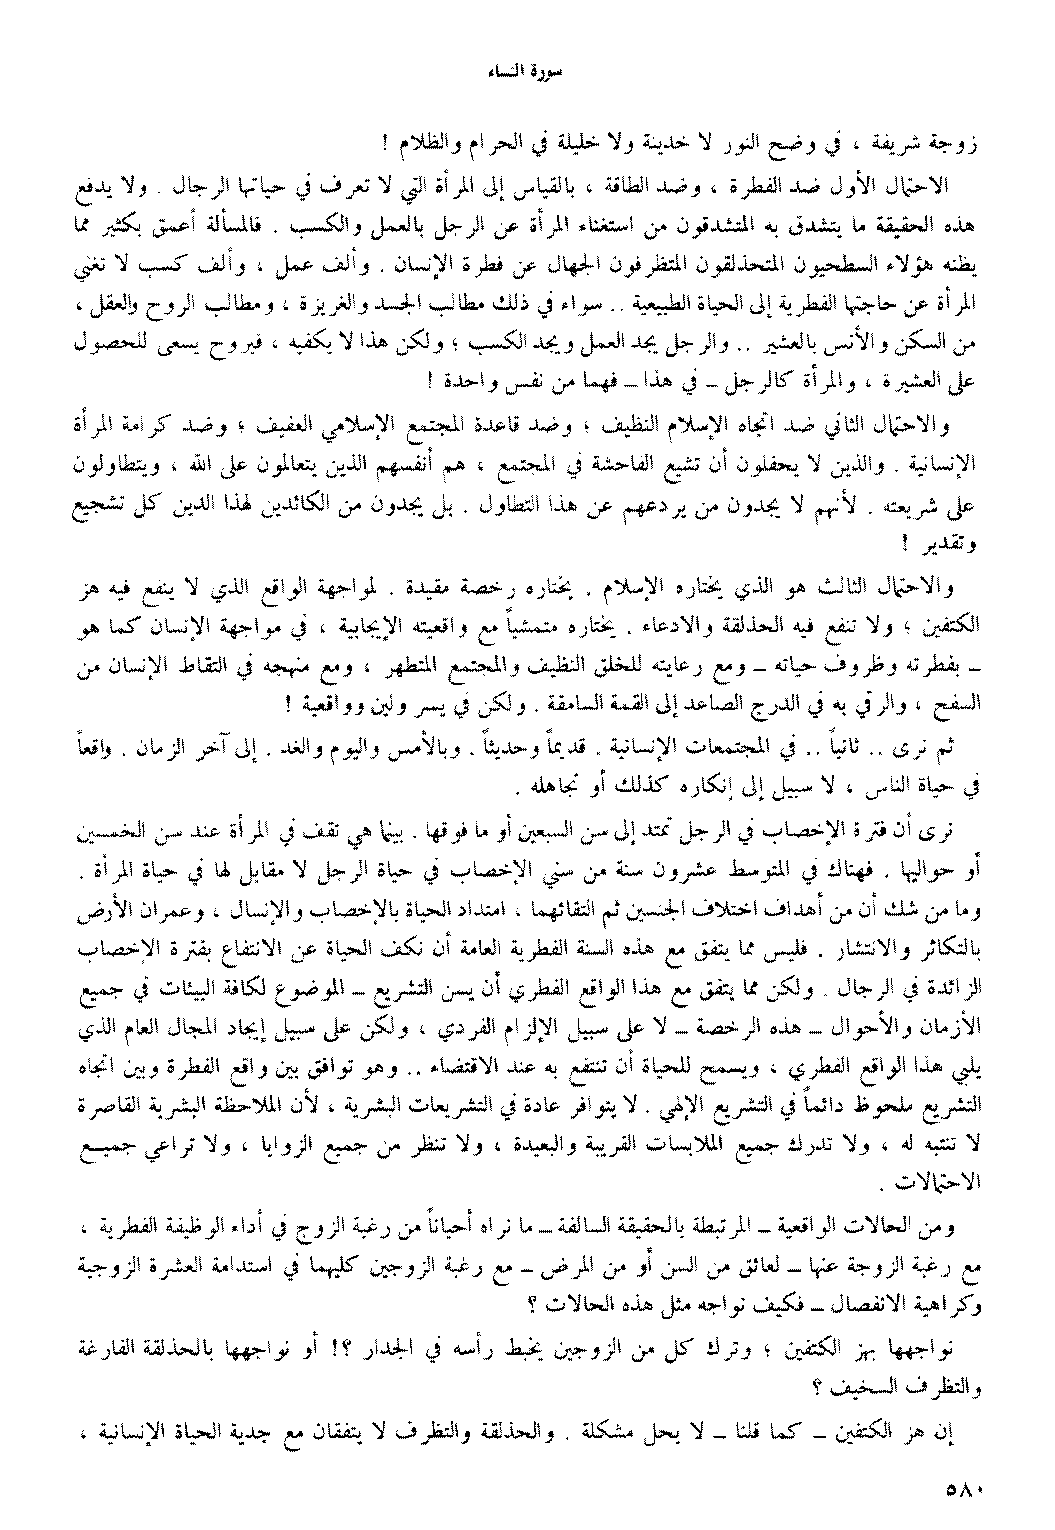 سورة النساء
زوجة شريفة ، في وضح النور لا خدينة ولا خليلة في الحرام والظلام !
الاحتمال الأول ضد الفطرة ، وضد الطاقة ، بالقياس إلى المرأة التي لا تعرف في حياتها الرجال . ولا يدفع
هذه الحقيقة ما يتشدق به المتشدقون من استغناء المرأة عن الرجل بالعمل والكسب . فالمسألة أعمق بكثير مما
يظنه هؤلاء السطحيون المتحذلقون المتظرفون الجهال عن فطرة الإنسان . وألف عمل ، وألف كسب لا تغني
المرأة عن حاجتها الفطرية إلى الحياة الطبيعية .. سواء في ذلك مطالب الجسد والغريزة ، ومطالب الروح والعقل ،
من السكن والأنس بالعشير .. والرجل يجد العمل ويجد الكسب ؛ ولكن هذا لا يكفيه ، فيروح يسعى للحصول
على العشيرة ، والمرأة كالرجل – في هذا – فهما من نفس واحدة !
والاحتمال الثاني ضد اتجاه الإسلام النظيف ؛ وضد قاعدة المجتمع الإسلامي العفيف ؛ وضد كرامة المرأة
الإنسانية . والذين لا يحفلون أن تشيع الفاحشة في المجتمع ، هم أنفسهم الذين يتعالمون على الله ، ويتطاولون
على شريعته . لأنهم لا يجدون من يردعهم عن هذا التطاول . بل يجدون من الكائدين لهذا الدين كل تشجيع
وتقدير !
والاحتمال الثالث هو الذي يختاره الإسلام . يختاره رخصة مقيدة . لمواجهة الواقع الذي لا ينفع فيه هز
الكتفين ؛ ولا تنفع فيه الحذلقة والادعاء . يختاره متمشياً مع واقعيته الإيجابية ، في مواجهة الإنسان كما هو
– بفطرته وظروف حياته – ومع رعايته للخلق النظيف والمجتمع المتطهر ، ومع منهجه في التقاط الإنسان من
السفح ، والرقي به في الدرج الصاعد إلى القمة السامقة . ولكن في يسر ولين وواقعية !
ثم نرى .. ثانياً .. في المجتمعات الإنسانية . قديماً وحديثاً . وبالأمس واليوم والغد . إلى آخر الزمان . واقعاً
في حياة الناس ، لا سبيل إلى إنكاره كذلك أو تجاهله .
نرى أن فترة الإخصاب في الرجل تمتد إلى سن السبعين أو ما فوقها . بينما هي تقف في المرأة عند سن الخمسين
أو حواليها . فهناك في المتوسط عشرون سنة من سني الإخصاب في حياة الرجل لا مقابل لها في حياة المرأة .
وما من شك أن من أهداف اختلاف الجنسين ثم التقائهما ، امتداد الحياة بالإخصاب والإنسال ، وعمران الأرض
بالتكاثر والانتشار . فليس مما يتفق مع هذه السنة الفطرية العامة أن نكف الحياة عن الانتفاع بفترة الإخصاب
الزائدة في الرجال . ولكن مما يتفق مع هذا الواقع الفطري أن يسن التشريع – الموضوع لكافة البيئات في جميع
الأزمان والأحوال – هذه الرخصة – لا على سبيل الإلزام الفردي ، ولكن على سبيل إيجاد المجال العام الذي
يلبي هذا الواقع الفطري ، ويسمح للحياة أن تنتفع به عند الاقتضاء .. وهو توافق بين واقع الفطرة وبين اتجاه
التشريع ملحوظ دائماً في التشريع الإلهي . لا يتوافر عادة في التشريعات البشرية ، لأن الملاحظة البشرية القاصرة
لا تنتبه له ، ولا تدرك جميع الملابسات القريبة والبعيدة ، ولا تنظر من جميع الزوايا ، ولا تراعي جميع
الاحتمالات .
ومن الحالات الواقعية – المرتبطة بالحقيقة السالفة – ما نراه أحياناً من رغبة الزوج في أداء الوظيفة الفطرية ،
مع رغبة الزوجة عنها – لعائق من السن أو من المرض – مع رغبة الزوجين كليهما في استدامة العشرة الزوجية
وكراهية الانفصال – فكيف نواجه مثل هذه الحالات ؟
نواجهها بهز الكتفين ؛ وترك كل من الزوجين يخبط رأسه في الجدار ؟! أو نواجهها بالحذلقة الفارغة
والتظرف السخيف ؟
إن هز الكتفين – كما قلنا – لا يحل مشكلة . والحذلقة والتظرف لا يتفقان مع جدية الحياة الإنسانية ،
٥٨٠